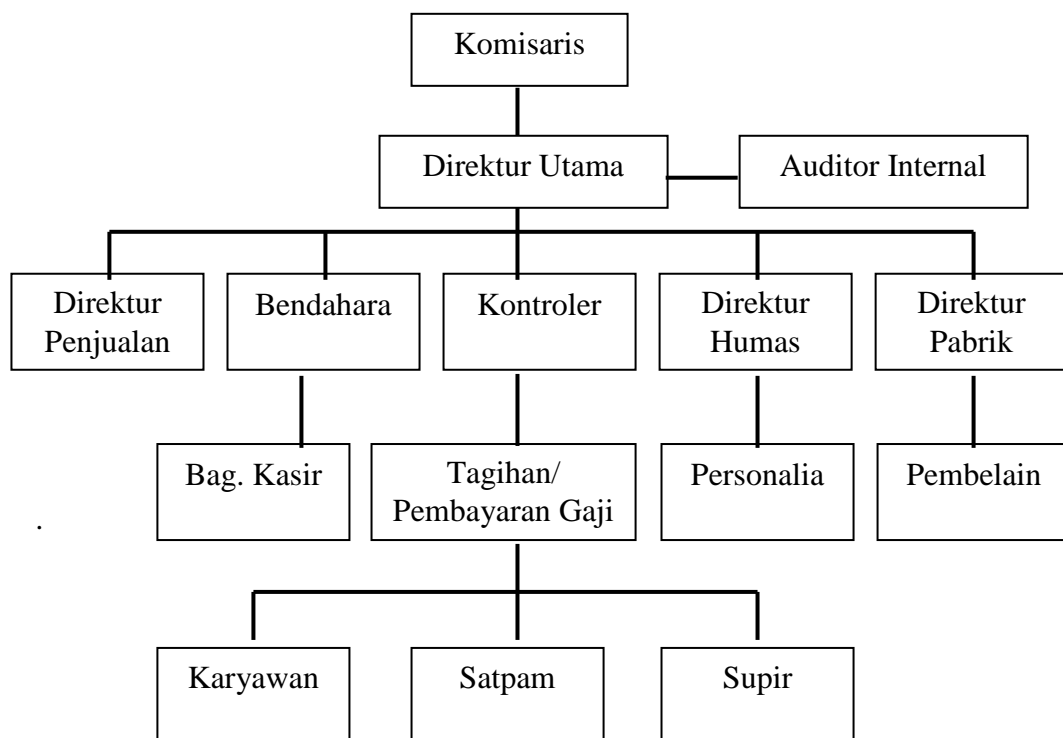 Komisaris
Direktur Utama
Auditor Internal
Direktur
Penjualan
Bendahara
Kontroler
Direktur
Humas
Direktur
Pabrik
Bag. Kasir
Tagihan/
Pembayaran Gaji
Personalia
Pembelain
.
Karyawan
Satpam
Supir